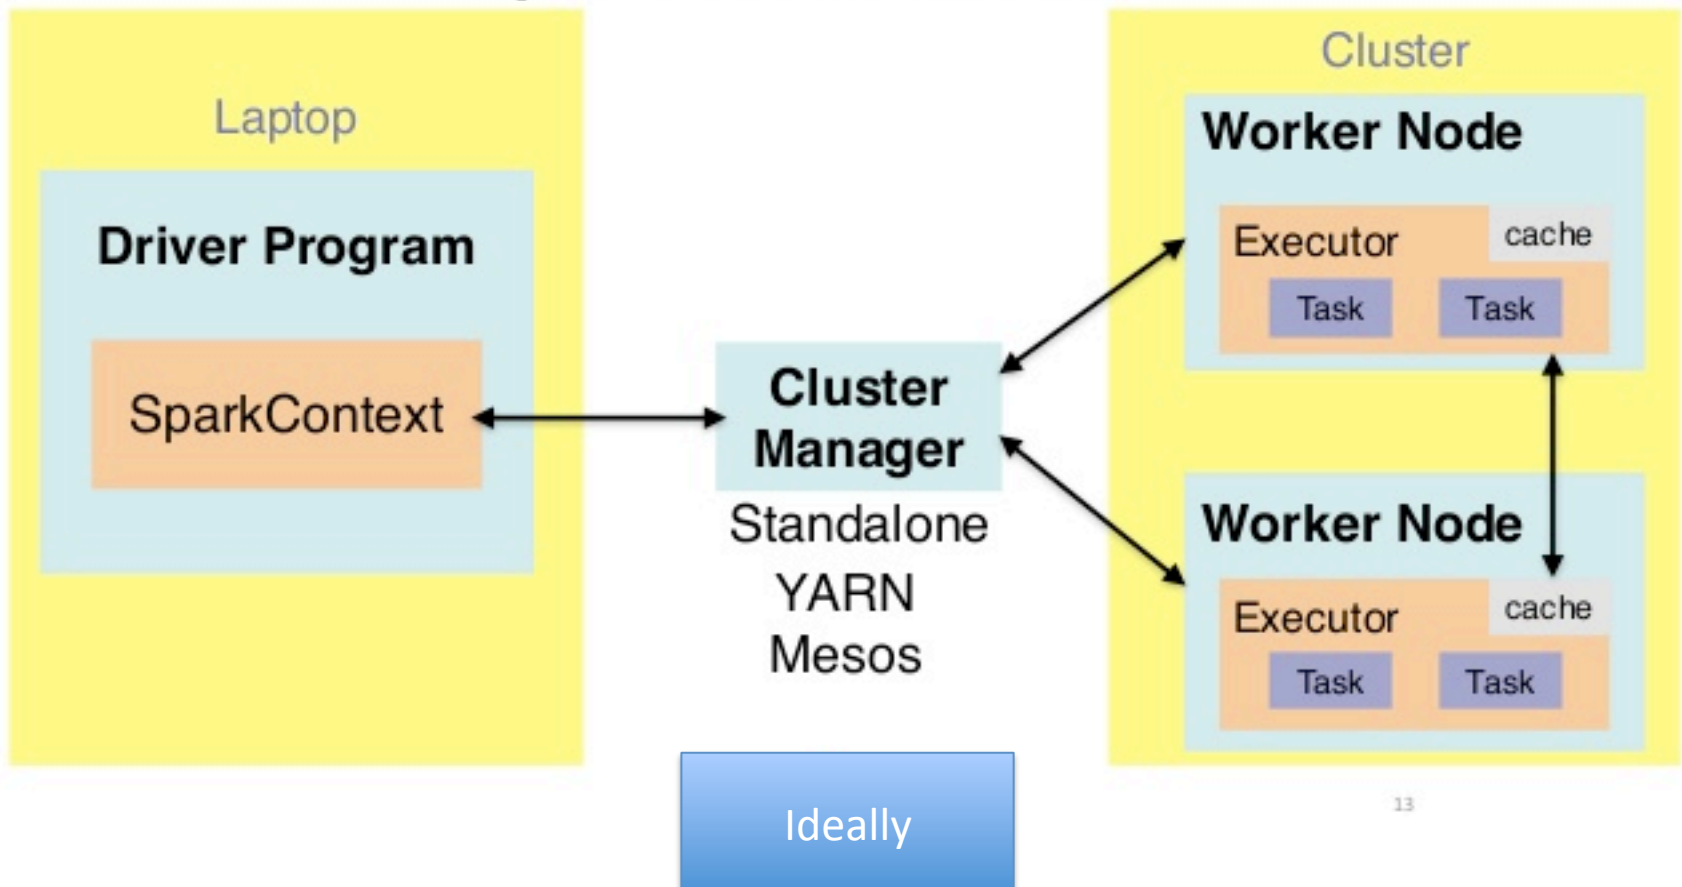 Laptop
Driver Program
SparkContext
Cluster
Manager
Standalone
YARN
Mesos
Cluster
Worker Node
Executor
cache
Task
Task
Worker Node
Executor
cache
Task
Task
Ideally
13